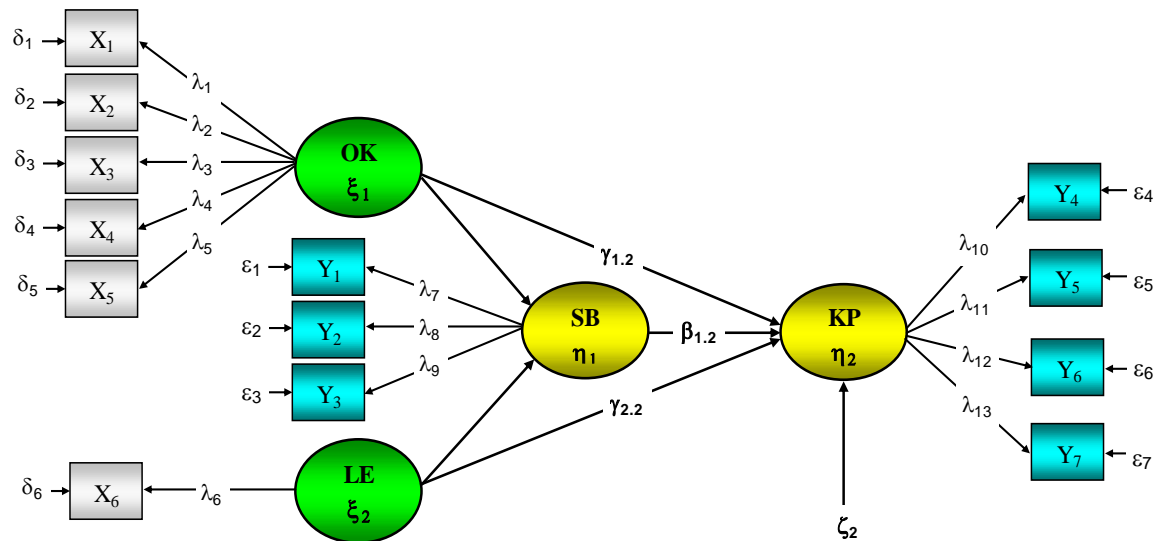 δ₁ X₁
λ₁
δ₂ X₂
λ₂
δ₃ X₃
λ₃
δ₄ X₄
λ₄
δ₅ X₅
λ₅
OK
ξ₁
ε₁ Y₁
λ₇
ε₂ Y₂
λ₈
ε₃ Y₃
λ₉
SB
η₁
LE
ξ₂
δ₆ X₆
λ₆
γ₁.₂
β₁.₂
γ₂.₂
KP
η₂
ζ₂
λ₁₀
Y₄ ε₄
λ₁₁
Y₅ ε₅
λ₁₂
Y₆ ε₆
λ₁₃
Y₇ ε₇